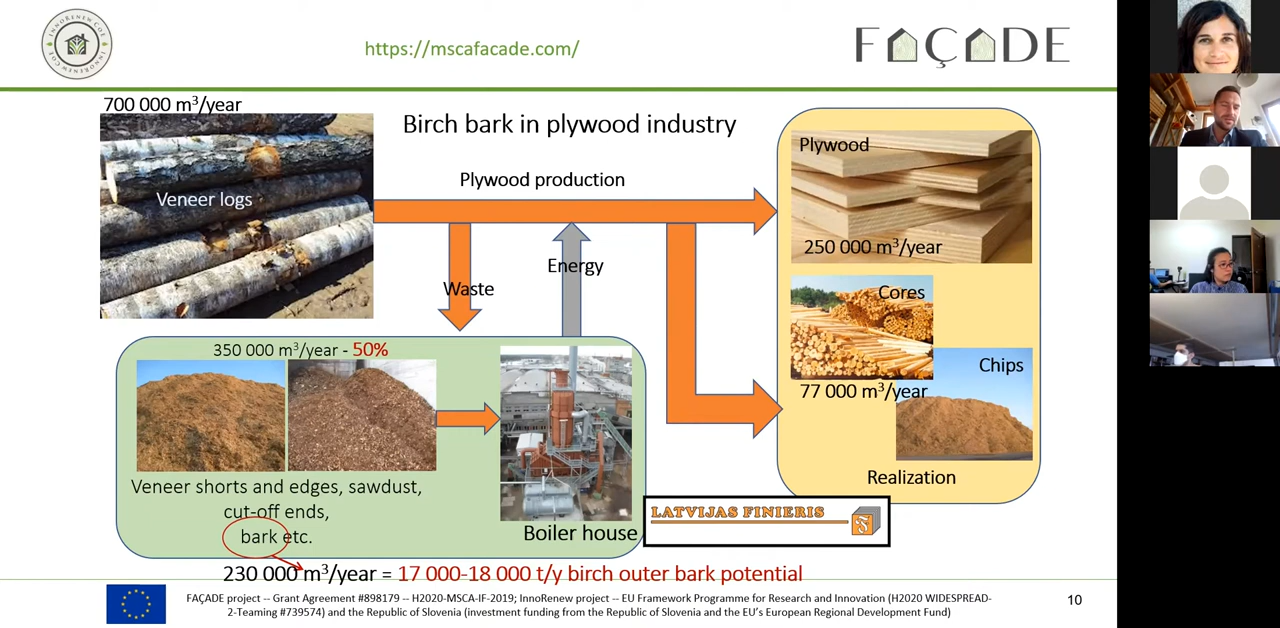 INNORENEW COE
INNORENEW COE
https://mscafacade.com/
FAÇADE
700 000 m³/year
Veneer logs
Birch bark in plywood industry
Plywood production
Waste
Energy
Plywood
250 000 m³/year
Cores
77 000 m³/year
Chips
Realization
350 000 m³/year - 50%
Veneer shorts and edges, sawdust,
cut-off ends,
bark etc.
Boiler house
LATVIJAS FINIERIS
230 000 m³/year = 17 000-18 000 t/y birch outer bark potential
FAÇADE project -- Grant Agreement #898179 -- H2020-MSCA-IF-2019; InnoRenew project -- EU Framework Programme for Research and Innovation (H2020 WIDESPREAD-
2-Teaming #739574) and the Republic of Slovenia (investment funding from the Republic of Slovenia and the EU's European Regional Development Fund)
10